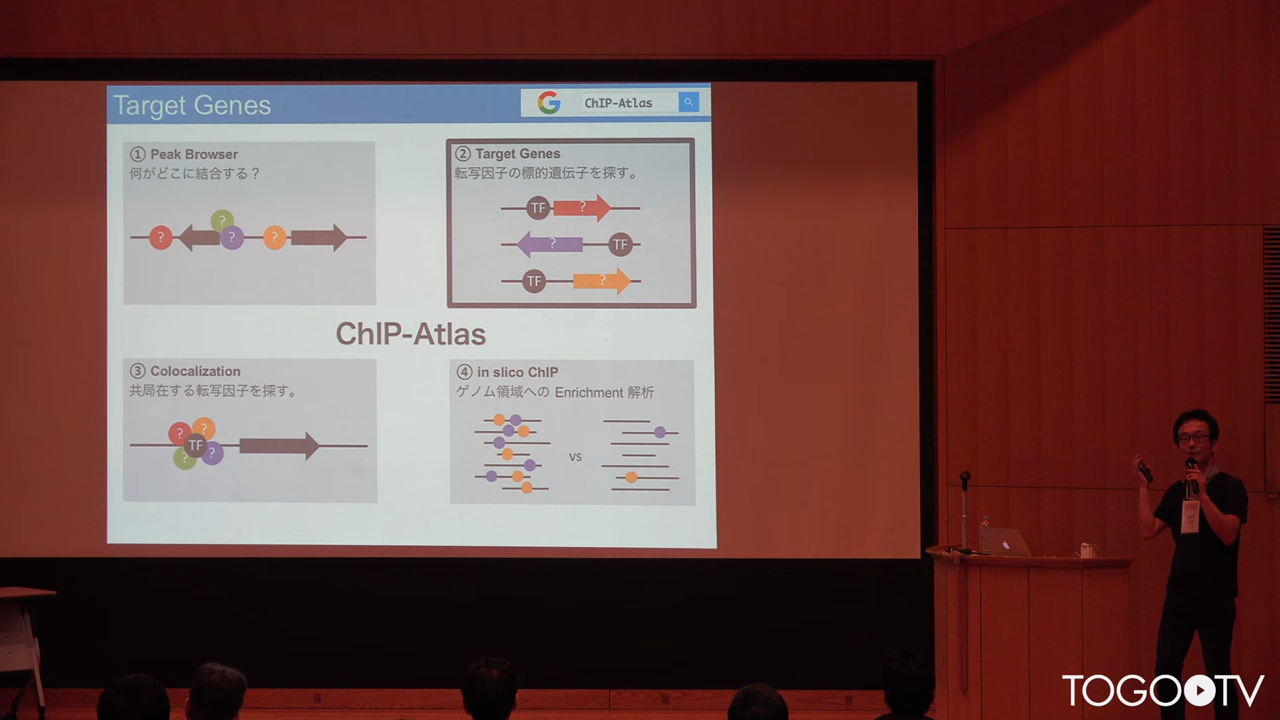 Target Genes
G
ChIP-Atlas
① Peak Browser
何がどこに結合する？
?
?
?
?
② Target Genes
転写因子の標的遺伝子を探す。
TF
?
?
TF
TF
?
ChIP-Atlas
③ Colocalization
共局在する転写因子を探す。
?
?
TF
?
?
④ in slico ChIP
ゲノム領域への Enrichment 解析
vs
TOGOTV